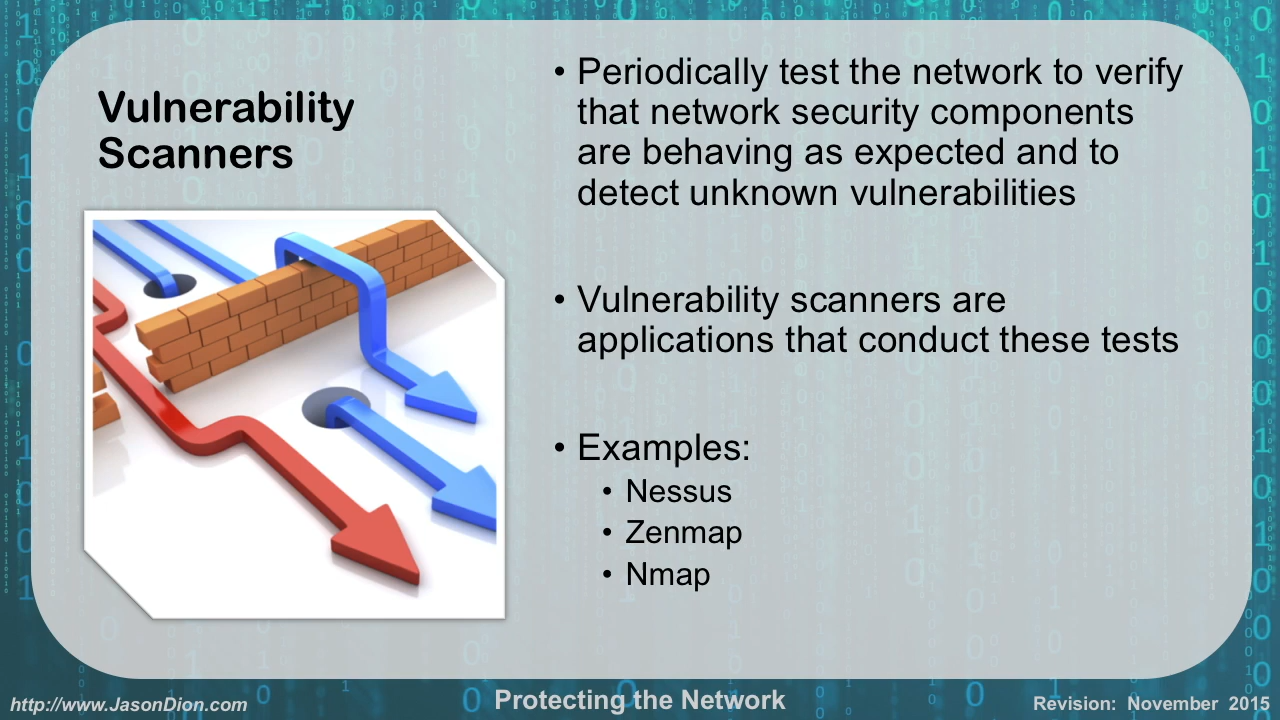 Vulnerability
Scanners
• Periodically test the network to verify
that network security components
are behaving as expected and to
detect unknown vulnerabilities
• Vulnerability scanners are
applications that conduct these tests
• Examples:
• Nessus
• Zenmap
• Nmap
http://www.JasonDion.com
Protecting the Network
Revision: November 2015